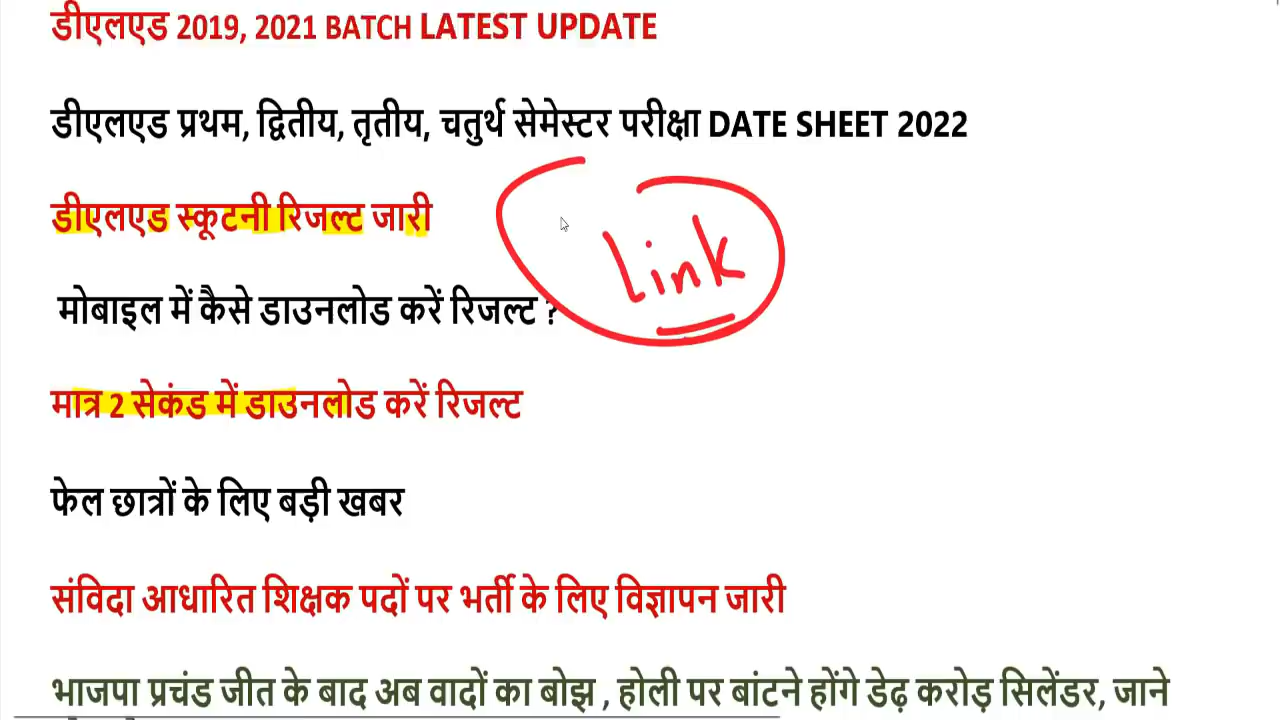 डीएलएड 2019, 2021 BATCH LATEST UPDATE
डीएलएड प्रथम, द्वितीय, तृतीय, चतुर्थ सेमेस्टर परीक्षा DATE SHEET 2022
डीएलएड स्कूटनी रिजल्ट जारी
link
मोबाइल में कैसे डाउनलोड करें रिजल्ट ?
मात्र 2 सेकंड में डाउनलोड करें रिजल्ट
फेल छात्रों के लिए बड़ी खबर
संविदा आधारित शिक्षक पदों पर भर्ती के लिए विज्ञापन जारी
भाजपा प्रचंड जीत के बाद अब वादों का बोझ , होली पर बांटने होंगे डेढ़ करोड़ सिलेंडर, जाने